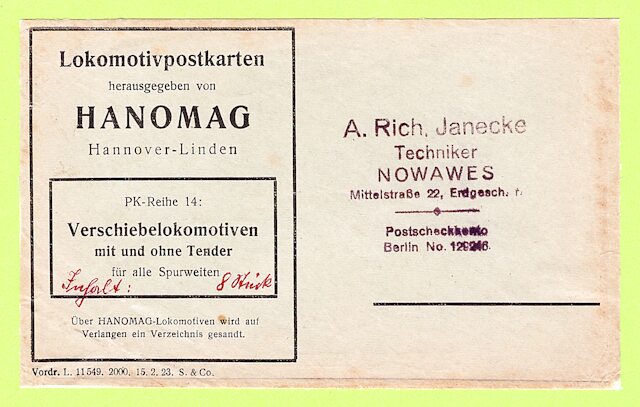 Lokomotivpostkarten
herausgegeben von
HANOMAG
Hannover-Linden
PK-Reihe 14:
Verschiebelokomotiven
mit und ohne Tender
für alle Spurweiten
Inhalt: 8 Stück
Über HANOMAG-Lokomotiven wird auf
Verlangen ein Verzeichnis gesandt.
Vordr. L. 11549. 2000. 15. 2. 23. S. & Co.
A. Rich. Janecke
Techniker
NOWAWES
Mittelstraße 22, Erdgesch.
Postscheckkonto
Berlin No.